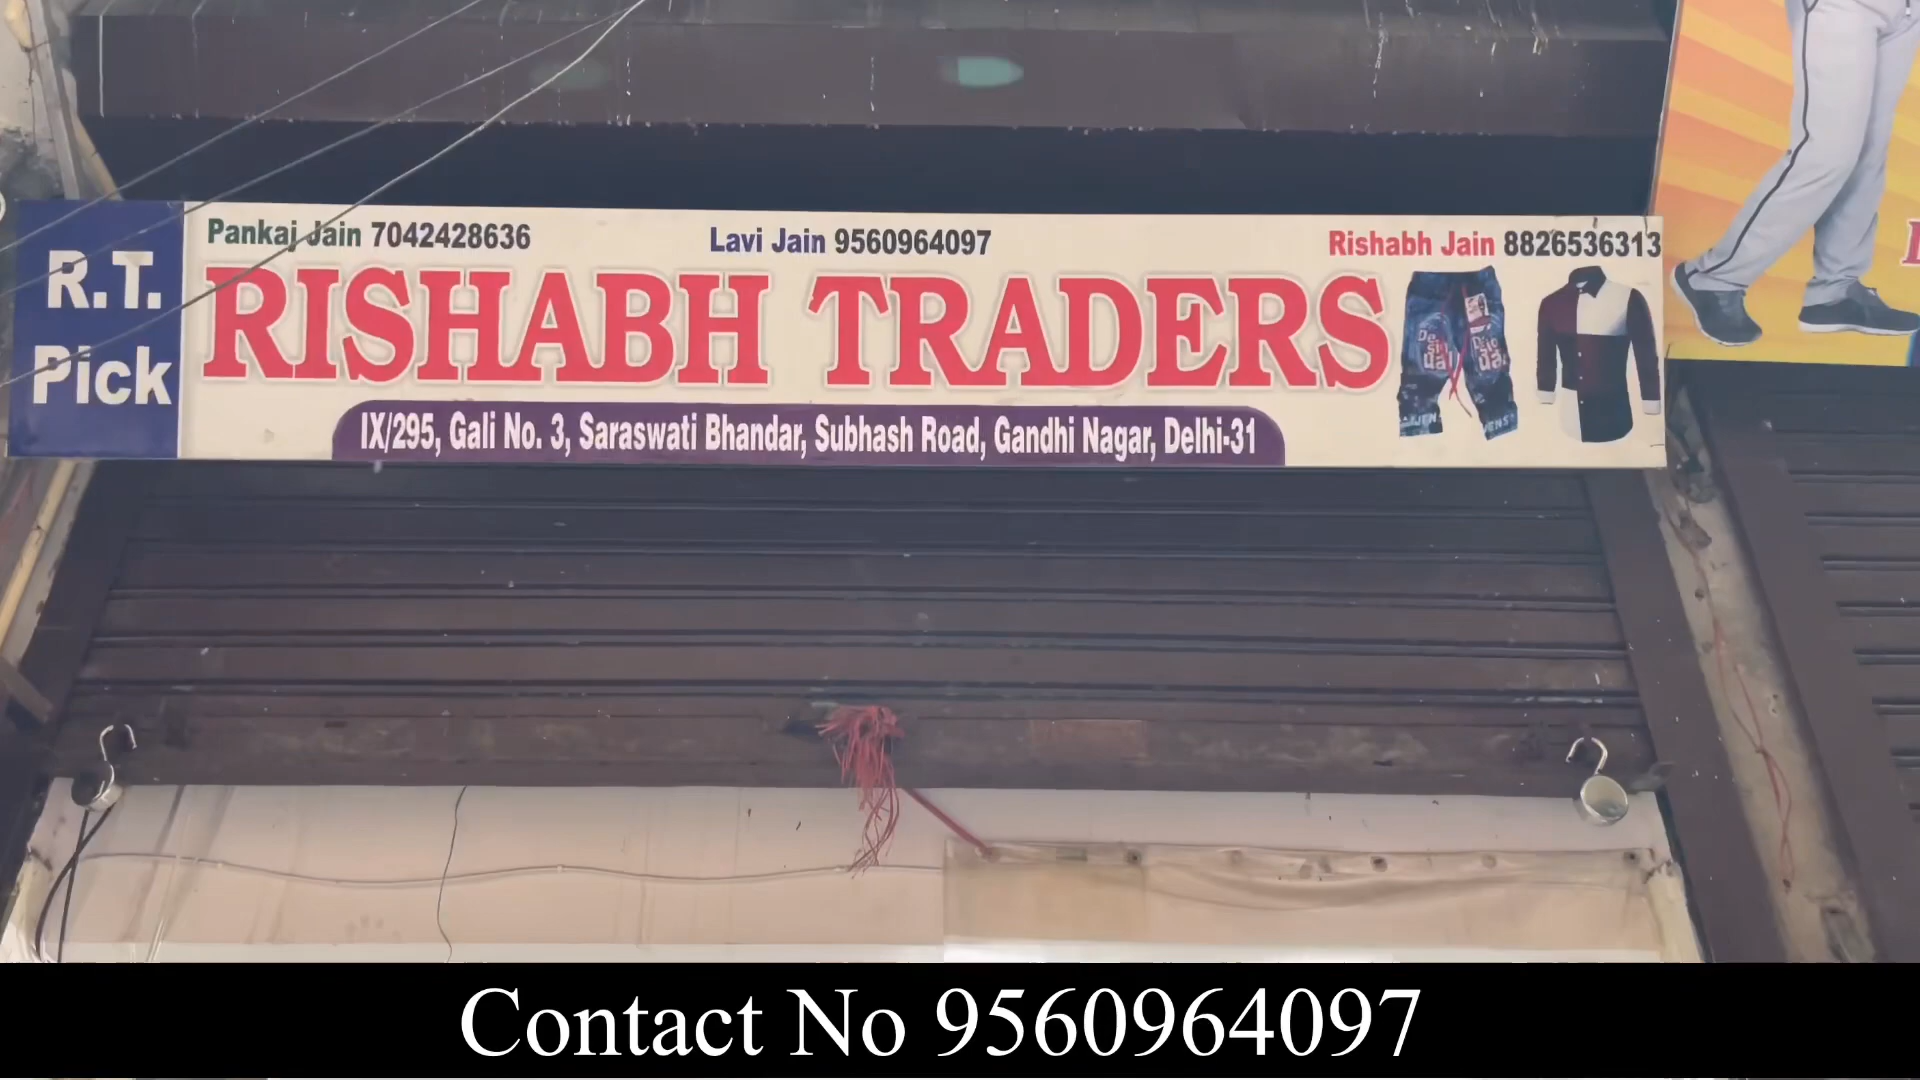 R.T.
Pick
Pankaj Jain 7042428636
Lavi Jain 9560964097
Rishabh Jain 8826536313
RISHABH TRADERS
IX/295, Gali No. 3, Saraswati Bhandar, Subhash Road, Gandhi Nagar, Delhi-31
Contact No 9560964097